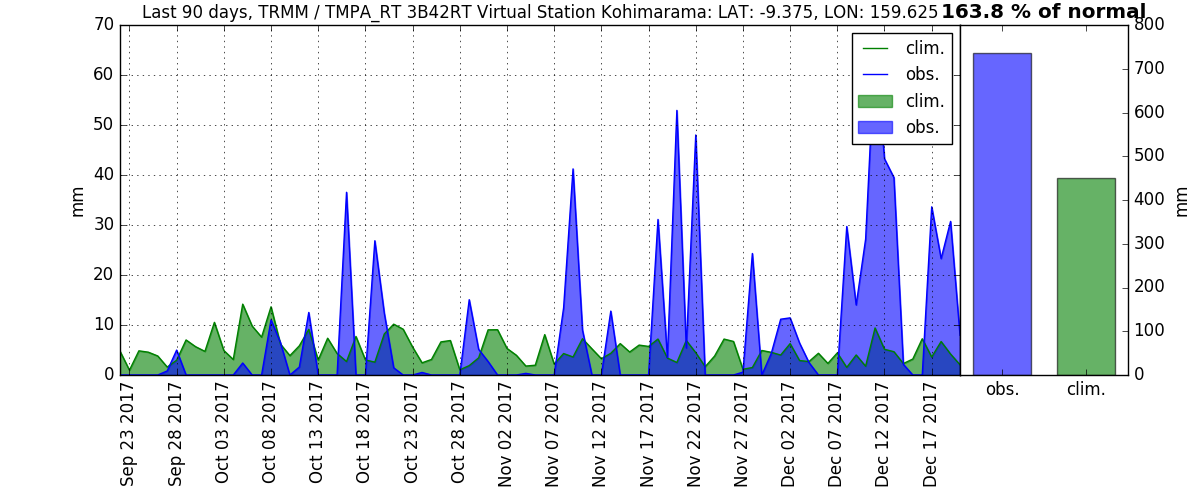 Last 90 days, TRMM / TMPA_RT 3B42RT Virtual Station Kohimarama: LAT: -9.375, LON: 159.625
163.8 % of normal
70
60
50
40
30
20
10
0
mm
clim.
obs.
clim.
obs.
Sep 23 2017
Sep 28 2017
Oct 03 2017
Oct 08 2017
Oct 13 2017
Oct 18 2017
Oct 23 2017
Oct 28 2017
Nov 02 2017
Nov 07 2017
Nov 12 2017
Nov 17 2017
Nov 22 2017
Nov 27 2017
Dec 02 2017
Dec 07 2017
Dec 12 2017
Dec 17 2017
800
700
600
500
400
300
200
100
0
mm
obs.
clim.